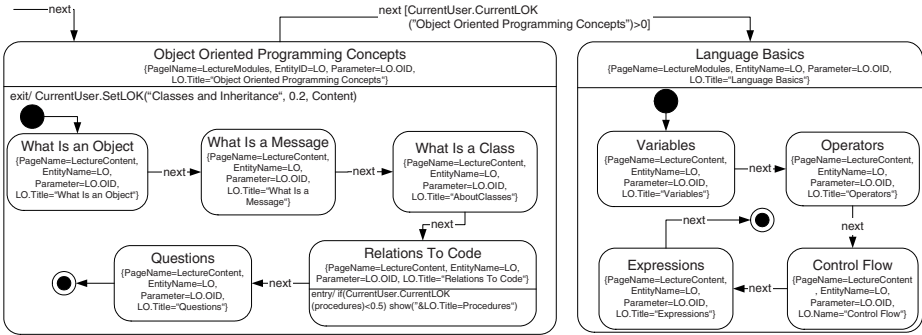 next
next [CurrentUser.CurrentLOK
("Object Oriented Programming Concepts")>0]
Object Oriented Programming Concepts
{PageName=LectureModules, EntityID=LO, Parameter=LO.OID,
LO.Title="Object Oriented Programming Concepts"}
exit/ CurrentUser.SetLOK("Classes and Inheritance", 0.2, Content)
What Is an Object
{PageName=LectureContent,
EntityName=LO,
Parameter=LO.OID,
LO.Title="What Is an Object"}
next
What Is a Message
{PageName=LectureContent,
EntityName=LO,
Parameter=LO.OID,
LO.Title="What Is a
Message"}
next
What Is a Class
{PageName=LectureContent,
EntityName=LO,
Parameter=LO.OID,
LO.Title="AboutClasses"}
next
Relations To Code
{PageName=LectureContent, EntityName=LO,
Parameter=LO.OID, LO.Title="Relations To Code"}
entry/ if(CurrentUser.CurrentLOK
(procedures)<0.5) show("&LO.Title=Procedures")
next
Questions
{PageName=LectureContent,
EntityName=LO,
Parameter=LO.OID,
LO.Title="Questions"}
Language Basics
{PageName=LectureModules, EntityName=LO, Parameter=LO.OID,
LO.Title="Language Basics"}
Variables
{PageName=LectureContent,
EntityName=LO,
Parameter=LO.OID,
LO.Title="Variables"}
next
Operators
{PageName=LectureContent,
EntityName=LO,
Parameter=LO.OID,
LO.Title="Operators"}
next
Control Flow
{PageName=LectureContent
, EntityName=LO,
Parameter=LO.OID,
LO.Name="Control Flow"}
next
Expressions
{PageName=LectureContent,
EntityName=LO,
Parameter=LO.OID,
LO.Title="Expressions"}
next